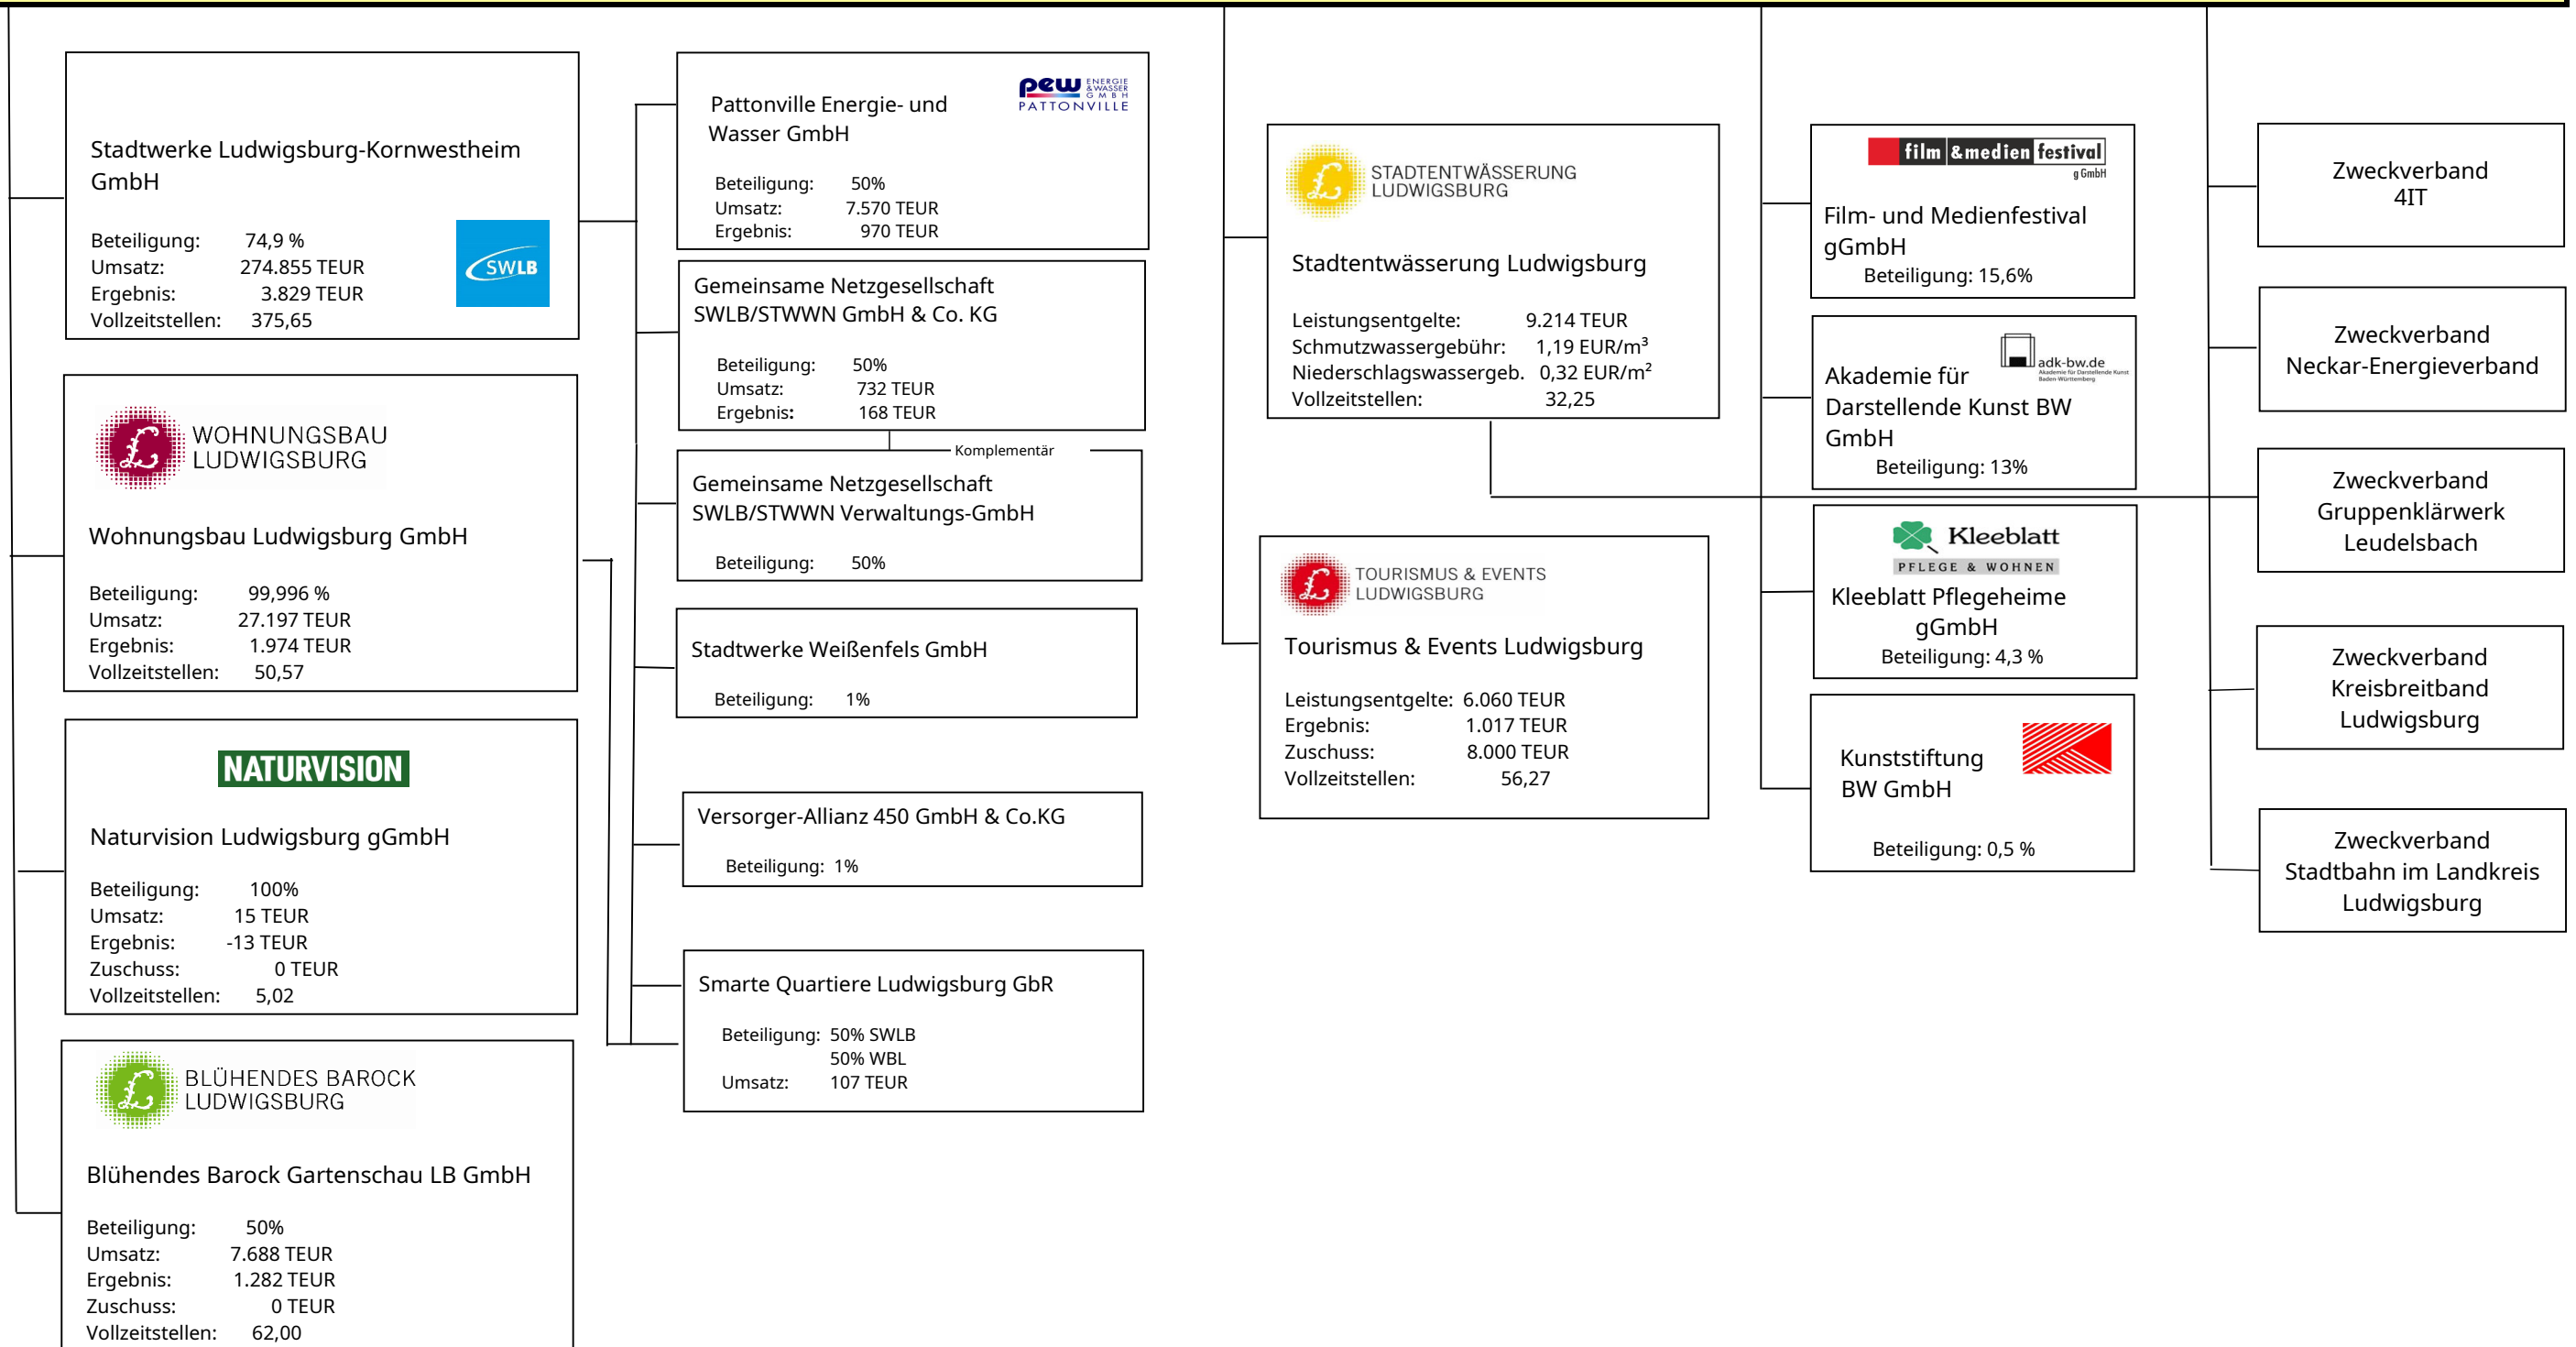 Stadtwerke Ludwigsburg-Kornwestheim
GmbH
Beteiligung: 74,9 %
Umsatz: 274.855 TEUR
Ergebnis: 3.829 TEUR
Vollzeitstellen: 375,65
SWLB
WOHNUNGSBAU
LUDWIGSBURG
Wohnungsbau Ludwigsburg GmbH
Beteiligung: 99,996 %
Umsatz: 27.197 TEUR
Ergebnis: 1.974 TEUR
Vollzeitstellen: 50,57
NATURVISION
Naturvision Ludwigsburg gGmbH
Beteiligung: 100%
Umsatz: 15 TEUR
Ergebnis: -13 TEUR
Zuschuss: 0 TEUR
Vollzeitstellen: 5,02
BLÜHENDES BAROCK
LUDWIGSBURG
Blühendes Barock Gartenschau LB GmbH
Beteiligung: 50%
Umsatz: 7.688 TEUR
Ergebnis: 1.282 TEUR
Zuschuss: 0 TEUR
Vollzeitstellen: 62,00
pew ENERGIE
&WASSER
GMBH
PATTONVILLE
Pattonville Energie- und
Wasser GmbH
Beteiligung: 50%
Umsatz: 7.570 TEUR
Ergebnis: 970 TEUR
Gemeinsame Netzgesellschaft
SWLB/STWWN GmbH & Co. KG
Beteiligung: 50%
Umsatz: 732 TEUR
Ergebnis: 168 TEUR
Komplementär
Gemeinsame Netzgesellschaft
SWLB/STWWN Verwaltungs-GmbH
Beteiligung: 50%
Stadtwerke Weißenfels GmbH
Beteiligung: 1%
Versorger-Allianz 450 GmbH & Co.KG
Beteiligung: 1%
Smarte Quartiere Ludwigsburg GbR
Beteiligung: 50% SWLB
50% WBL
Umsatz: 107 TEUR
STADTENTWÄSSERUNG
LUDWIGSBURG
Stadtentwässerung Ludwigsburg
Leistungsentgelte: 9.214 TEUR
Schmutzwassergebühr: 1,19 EUR/m³
Niederschlagswassergeb. 0,32 EUR/m²
Vollzeitstellen: 32,25
TOURISMUS & EVENTS
LUDWIGSBURG
Tourismus & Events Ludwigsburg
Leistungsentgelte: 6.060 TEUR
Ergebnis: 1.017 TEUR
Zuschuss: 8.000 TEUR
Vollzeitstellen: 56,27
film &medien festival
gGmbH
Film- und Medienfestival
gGmbH
Beteiligung: 15,6%
adk-bw.de
Akademie für Darstellende Kunst
Baden-Württemberg
Akademie für
Darstellende Kunst BW
GmbH
Beteiligung: 13%
Kleeblatt
PFLEGE & WOHNEN
Kleeblatt Pflegeheime
gGmbH
Beteiligung: 4,3 %
Kunststiftung
BW GmbH
Beteiligung: 0,5 %
Zweckverband
4IT
Zweckverband
Neckar-Energieverband
Zweckverband
Gruppenklärwerk
Leudelsbach
Zweckverband
Kreisbreitband
Ludwigsburg
Zweckverband
Stadtbahn im Landkreis
Ludwigsburg